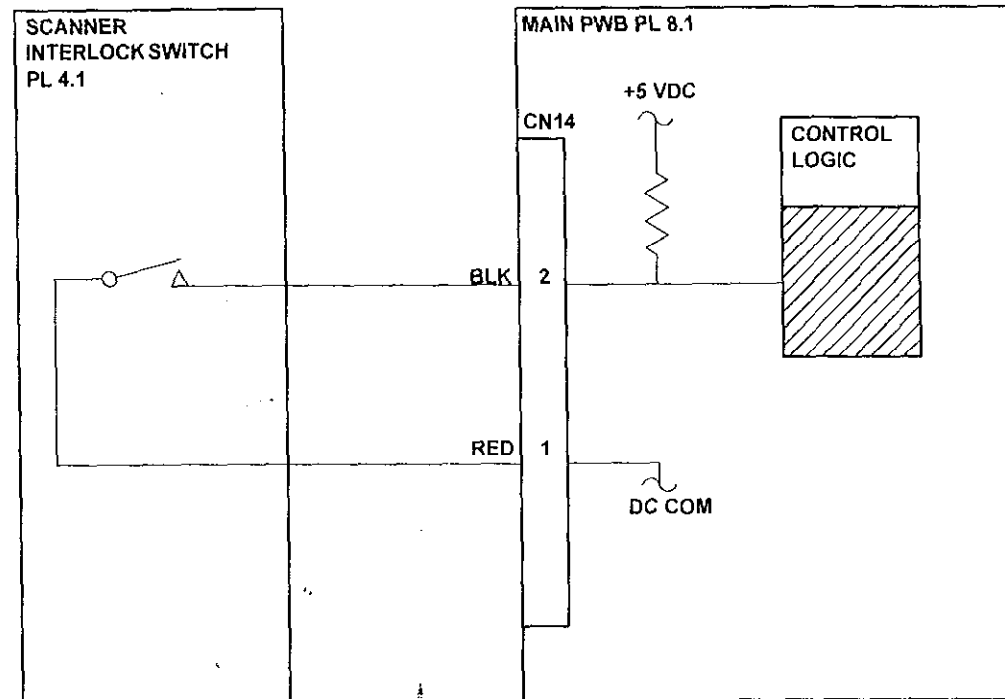 SCANNER
INTERLOCK SWITCH
PL 4.1
MAIN PWB PL 8.1
+5 VDC
CN14
CONTROL
LOGIC
BLK 2
RED 1
DC COM